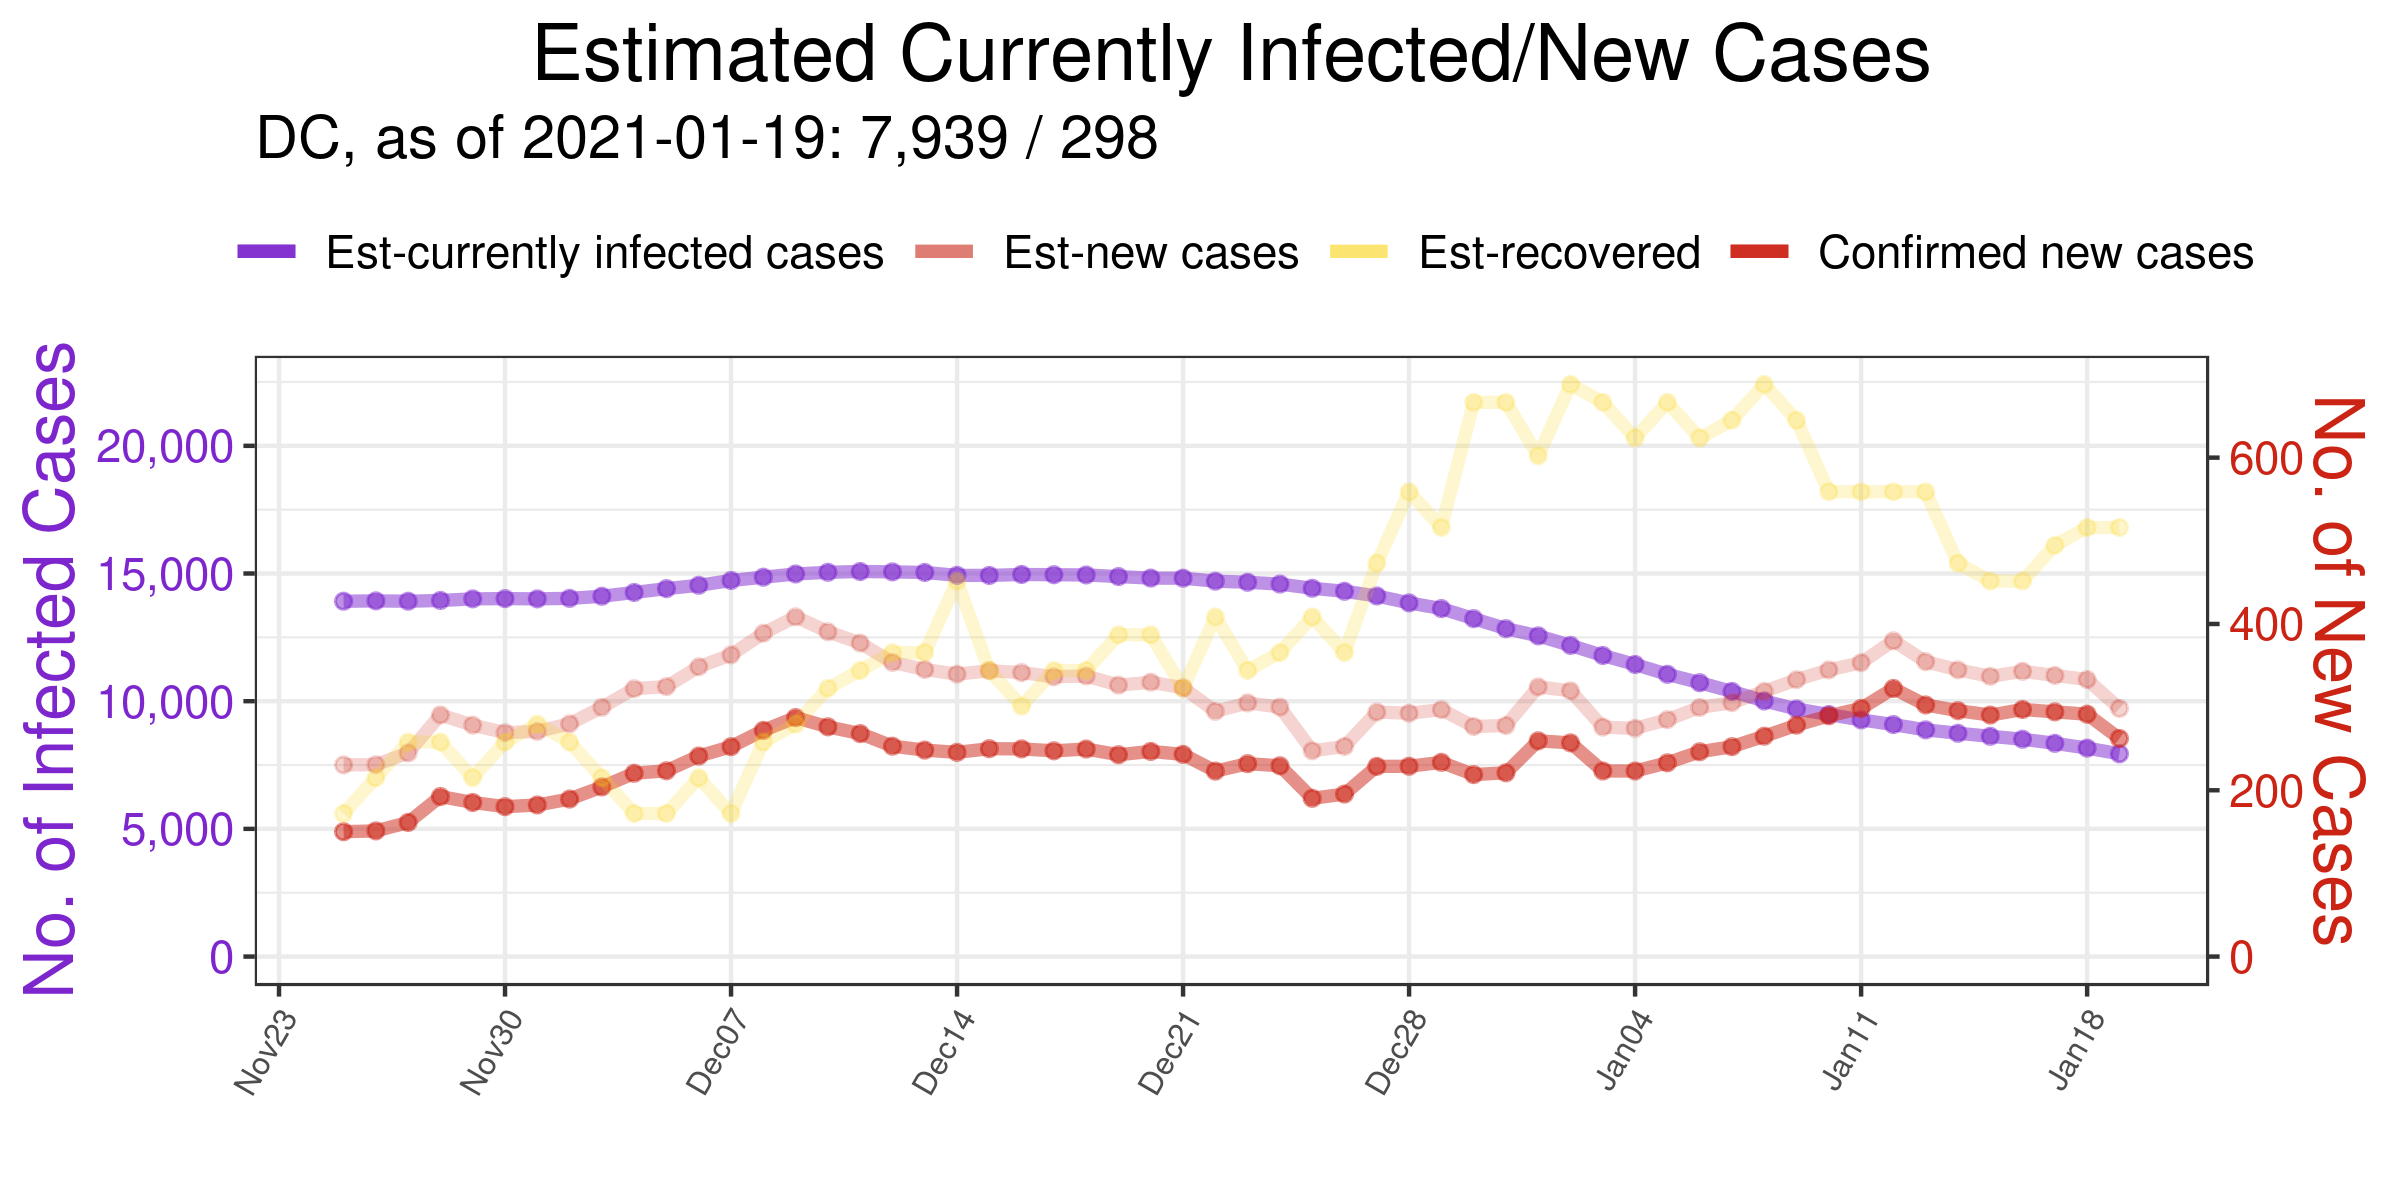 Estimated Currently Infected/New Cases
DC, as of 2021-01-19: 7,939 / 298
Est-currently infected cases Est-new cases Est-recovered Confirmed new cases
No. of Infected Cases
20,000
15,000
10,000
5,000
0
600
400
200
0
No. of New Cases
Nov23 Nov30 Dec07 Dec14 Dec21 Dec28 Jan04 Jan11 Jan18